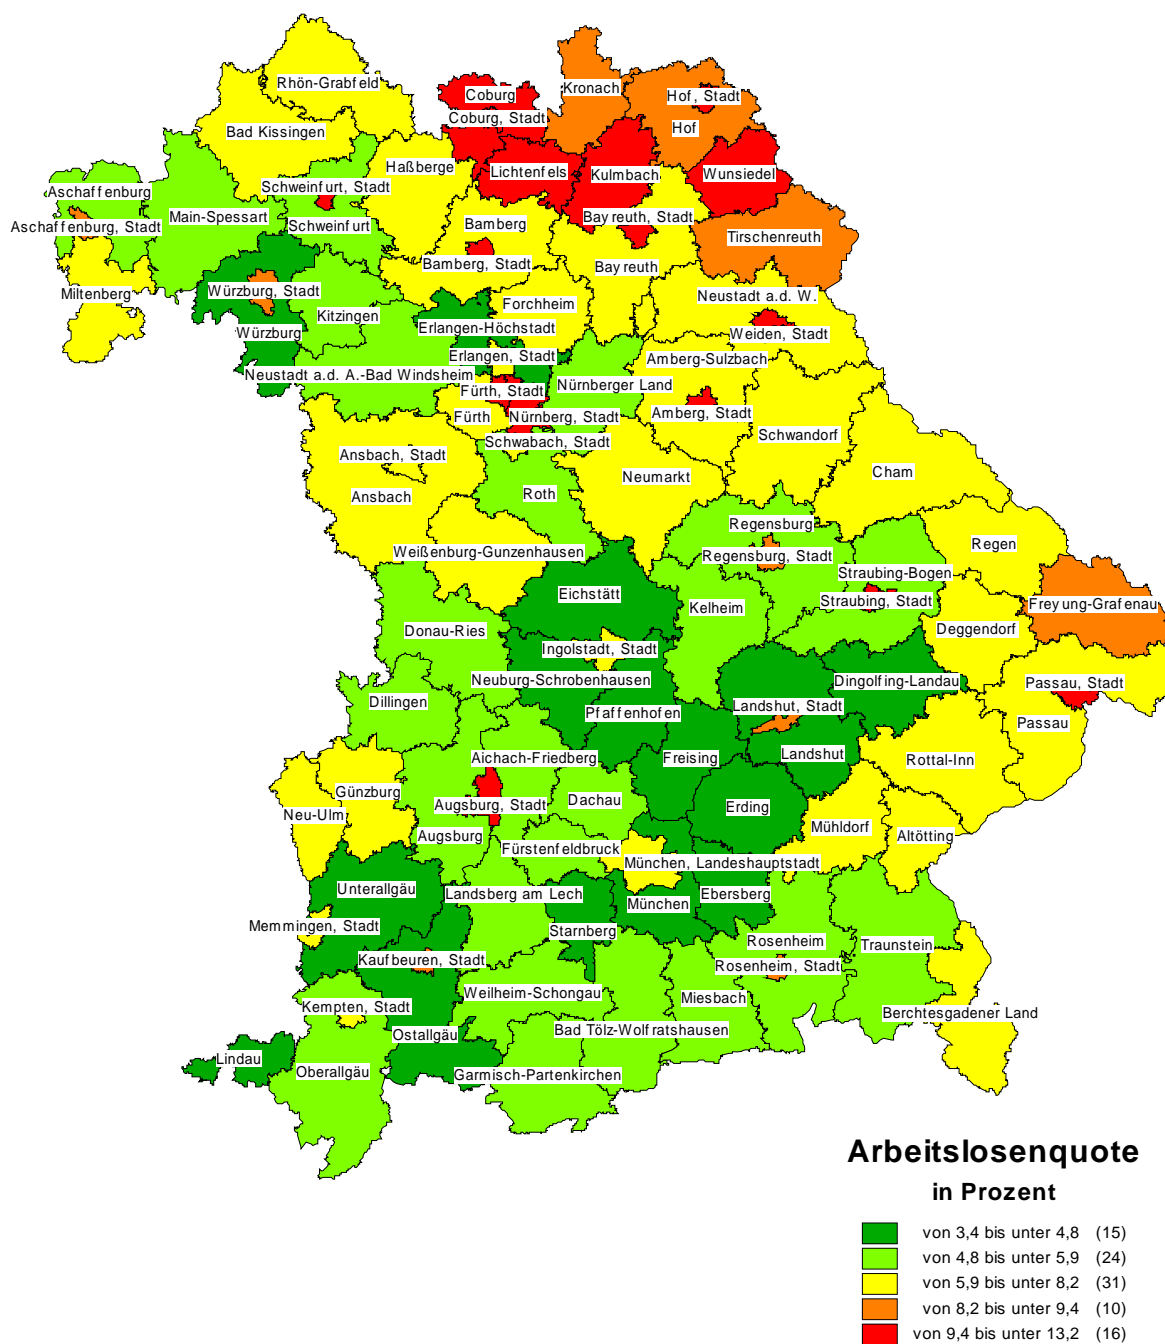 Rhön-Grabfeld
Kronach
Coburg
Hof, Stadt
Coburg, Stadt
Hof
Bad Kissingen
Haßberge
Lichtenfels
Kulmbach
Wunsiedel
Aschaffenburg
Schweinfurt, Stadt
Main-Spessart
Bayreuth, Stadt
Aschaffenburg, Stadt
Schweinfurt
Bamberg
Tirschenreuth
Bamberg, Stadt
Bayreuth
Miltenberg
Würzburg, Stadt
Neustadt a.d. W.
Forchheim
Kitzingen
Würzburg
Erlangen-Höchstadt
Weiden, Stadt
Erlangen, Stadt
Amberg-Sulzbach
Neustadt a.d. A.-Bad Windsheim
Nürnberger Land
Fürth, Stadt
Fürth
Nürnberg, Stadt
Amberg, Stadt
Schwabach, Stadt
Schwandorf
Ansbach, Stadt
Cham
Neumarkt
Ansbach
Roth
Regensburg
Regen
Weißenburg-Gunzenhausen
Regensburg, Stadt
Straubing-Bogen
Eichstätt
Kelheim
Straubing, Stadt
Freyung-Grafenau
Donau-Ries
Deggendorf
Ingolstadt, Stadt
Neuburg-Schrobenhausen
Dingolfing-Landau
Passau, Stadt
Dillingen
Pfaffenhofen
Landshut, Stadt
Passau
Aichach-Friedberg
Freising
Landshut
Rottal-Inn
Günzburg
Augsburg, Stadt
Dachau
Erding
Neu-Ulm
Mühldorf
Altötting
Augsburg
Fürstenfeldbruck
München, Landeshauptstadt
Unterallgäu
Landsberg am Lech
München
Ebersberg
Memmingen, Stadt
Starnberg
Rosenheim
Traunstein
Kaufbeuren, Stadt
Rosenheim, Stadt
Weilheim-Schongau
Miesbach
Kempten, Stadt
Berchtesgadener Land
Ostallgäu
Bad Tölz-Wolfratshausen
Lindau
Oberallgäu
Garmisch-Partenkirchen
Arbeitslosenquote
in Prozent
von 3,4 bis unter 4,8 (15)
von 4,8 bis unter 5,9 (24)
von 5,9 bis unter 8,2 (31)
von 8,2 bis unter 9,4 (10)
von 9,4 bis unter 13,2 (16)